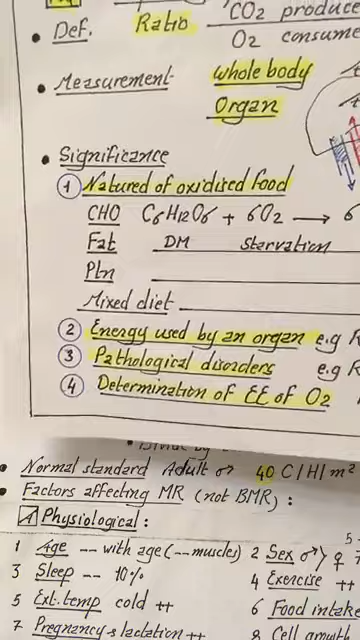 CO2 produce
• Def. Ratio
O2 consume
• Measurement whole body
Organ
• Significance
① Natured of oxidised food
CHO C6H12O6 + 6O2 → 6
Fat DM Starvation
Ptn
Mixed diet
② Energy used by an organ e.g R
③ Pathological disorders e.g R
④ Determination of EE of O2
• Normal standard Adult ♂ 40 C/H/m²
• Factors affecting MR (not BMR) :
A Physiological :
1 Age -- with age (-- muscles) 2 Sex ♂ > ♀
3 Sleep -- 10% 4 Exercise ++
5 Ext. temp cold ++ 6 Food intake
7 Pregnancy & lactation ++ 8 Cell growth